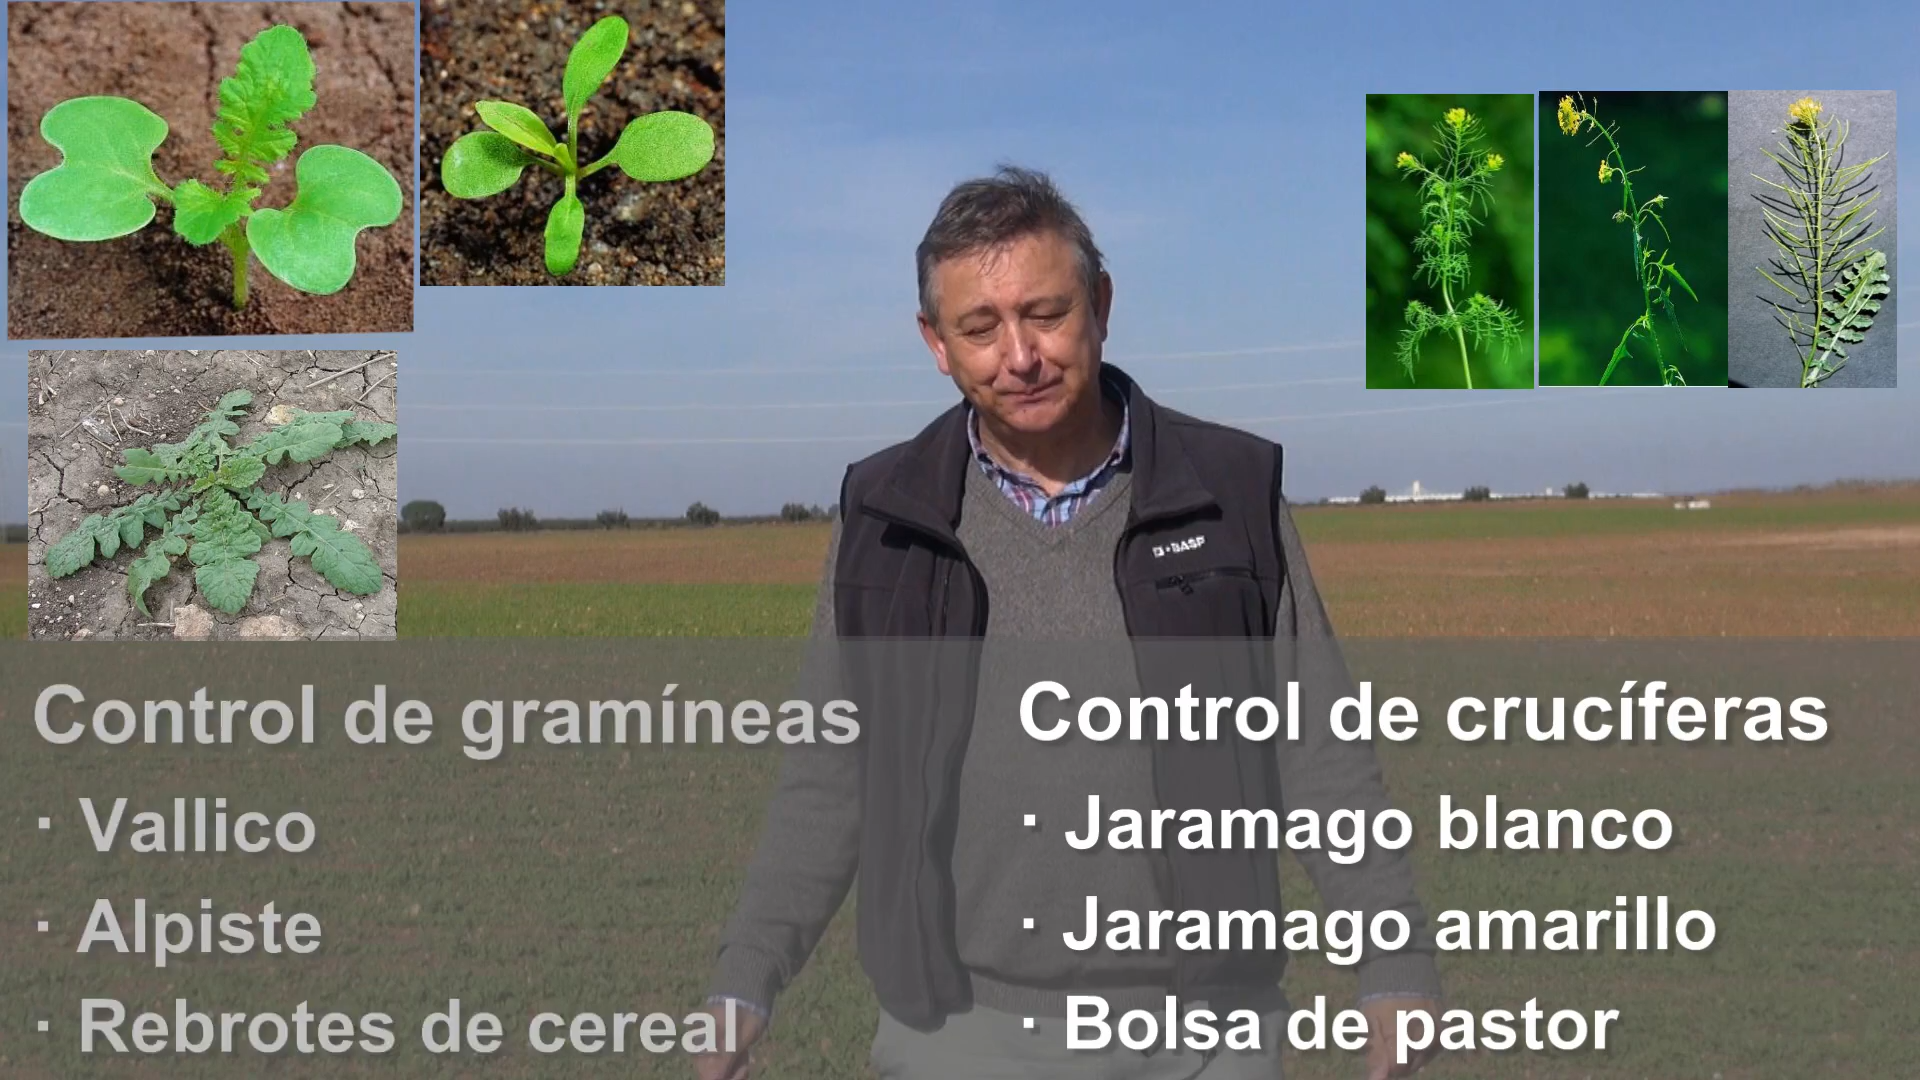 BASF
Control de gramíneas
· Vallico
· Alpiste
· Rebrotes de cereal
Control de crucíferas
· Jaramago blanco
· Jaramago amarillo
· Bolsa de pastor